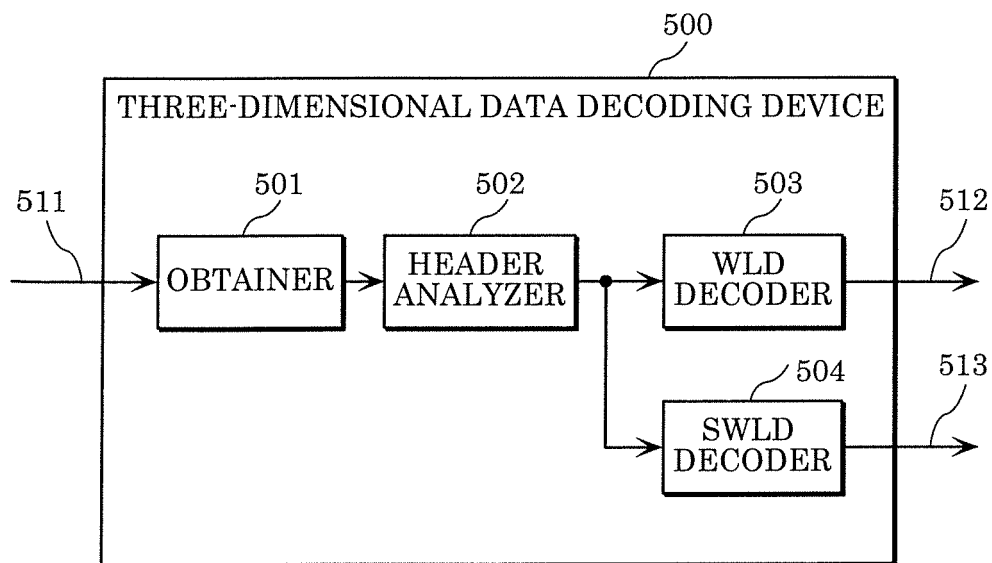 500
THREE-DIMENSIONAL DATA DECODING DEVICE
511
501
502
503
512
OBTAINER
HEADER
ANALYZER
WLD
DECODER
504
513
SWLD
DECODER